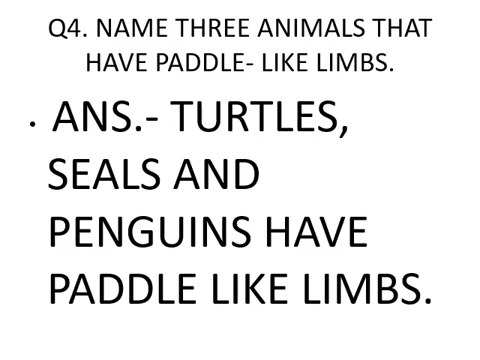 Q4. NAME THREE ANIMALS THAT
HAVE PADDLE- LIKE LIMBS.
• ANS.- TURTLES,
SEALS AND
PENGUINS HAVE
PADDLE LIKE LIMBS.